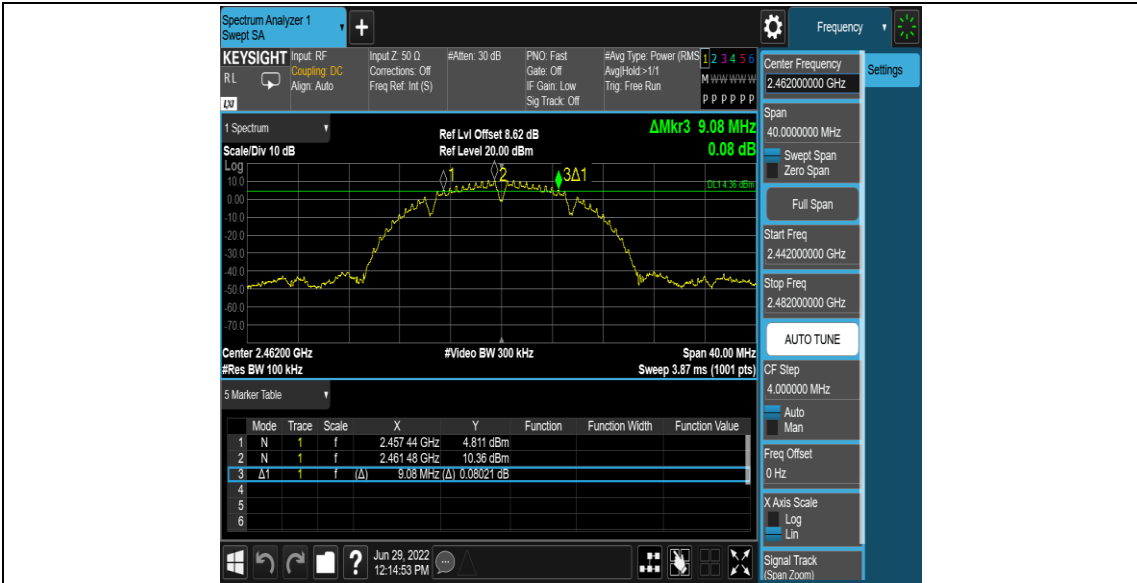 Spectrum Analyzer 1
Swept SA
+
Frequency
KEYSIGHT
RL
LXI
Input: RF
Coupling: DC
Align: Auto
Input Z: 50 Ω
Corrections: Off
Freq Ref: Int (S)
#Atten: 30 dB
PNO: Fast
Gate: Off
IF Gain: Low
Sig Track: Off
#Avg Type: Power (RMS
Avg|Hold:>1/1
Trig: Free Run
1 2 3 4 5 6
M W W W W W
P P P P P P
Center Frequency
2.462000000 GHz
Settings
Span
40.0000000 MHz
Swept Span
Zero Span
Full Span
Start Freq
2.442000000 GHz
Stop Freq
2.482000000 GHz
AUTO TUNE
CF Step
4.000000 MHz
Auto
Man
Freq Offset
0 Hz
X Axis Scale
Log
Lin
Signal Track
(Span Zoom)
1 Spectrum
Ref Lvl Offset 8.62 dB
ΔMkr3 9.08 MHz
Scale/Div 10 dB
Ref Level 20.00 dBm
0.08 dB
Log
1
2
3Δ1
10.0
DL1 4.36 dBm
0.00
-10.0
-20.0
-30.0
-40.0
-50.0
-60.0
-70.0
Center 2.46200 GHz
#Video BW 300 kHz
Span 40.00 MHz
#Res BW 100 kHz
Sweep 3.87 ms (1001 pts)
5 Marker Table
Mode Trace Scale X Y Function Function Width Function Value
1 N 1 f 2.457 44 GHz 4.811 dBm
2 N 1 f 2.461 48 GHz 10.36 dBm
3 Δ1 1 f (Δ) 9.08 MHz (Δ) 0.08021 dB
4
5
6
?
Jun 29, 2022
12:14:53 PM